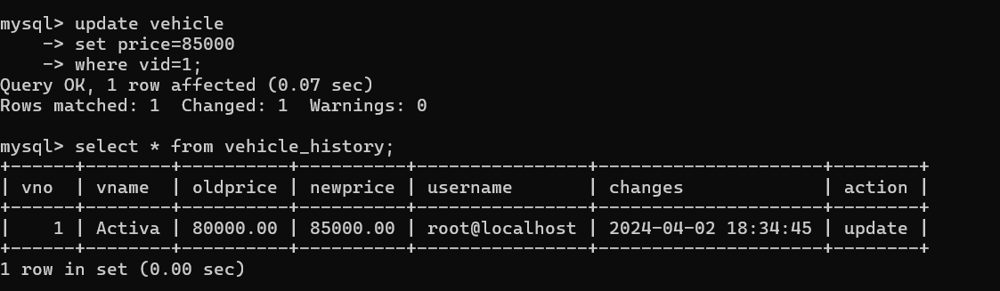 mysql> update vehicle
    -> set price=85000
    -> where vid=1;
Query OK, 1 row affected (0.07 sec)
Rows matched: 1  Changed: 1  Warnings: 0

mysql> select * from vehicle_history;
+------+--------+----------+----------+----------------+---------------------+--------+
| vno  | vname  | oldprice | newprice | username       | changes             | action |
+------+--------+----------+----------+----------------+---------------------+--------+
|    1 | Activa | 80000.00 | 85000.00 | root@localhost | 2024-04-02 18:34:45 | update |
+------+--------+----------+----------+----------------+---------------------+--------+
1 row in set (0.00 sec)